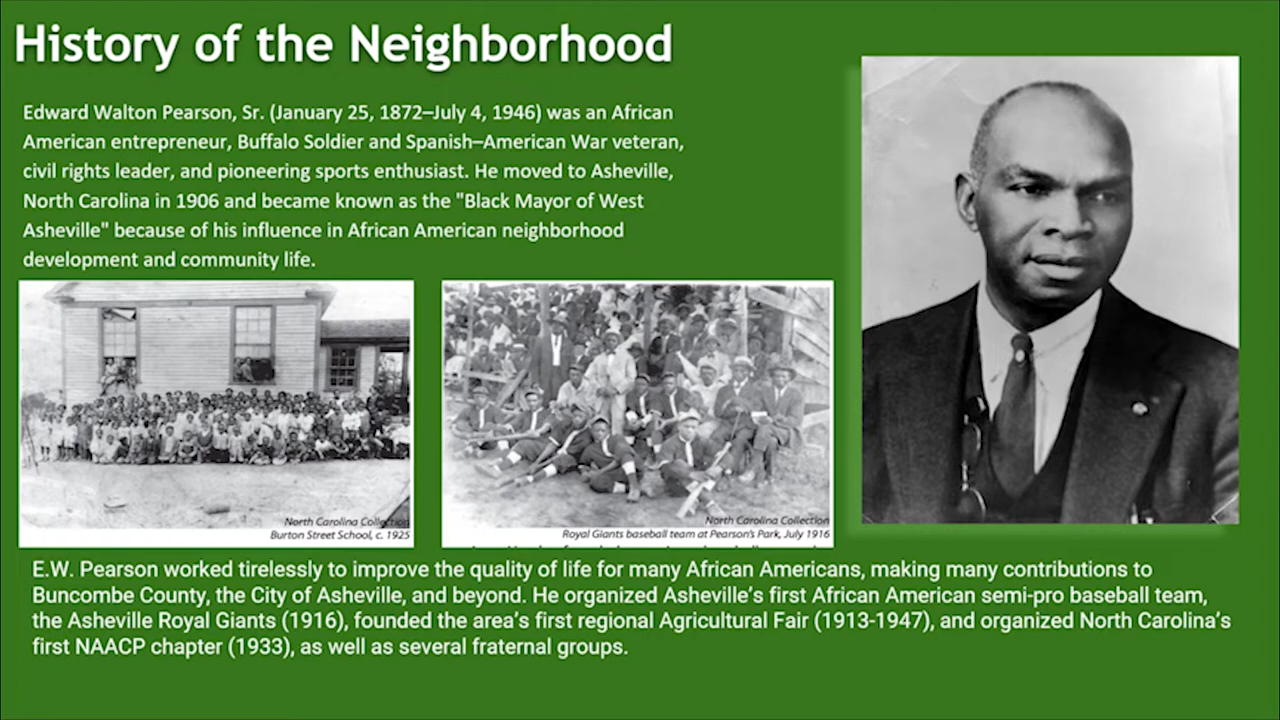 History of the Neighborhood
Edward Walton Pearson, Sr. (January 25, 1872–July 4, 1946) was an African
American entrepreneur, Buffalo Soldier and Spanish–American War veteran,
civil rights leader, and pioneering sports enthusiast. He moved to Asheville,
North Carolina in 1906 and became known as the "Black Mayor of West
Asheville" because of his influence in African American neighborhood
development and community life.
North Carolina Collection
Burton Street School, c. 1925
North Carolina Collection
Royal Giants baseball team at Pearson's Park, July 1916
E.W. Pearson worked tirelessly to improve the quality of life for many African Americans, making many contributions to
Buncombe County, the City of Asheville, and beyond. He organized Asheville’s first African American semi-pro baseball team,
the Asheville Royal Giants (1916), founded the area’s first regional Agricultural Fair (1913-1947), and organized North Carolina’s
first NAACP chapter (1933), as well as several fraternal groups.